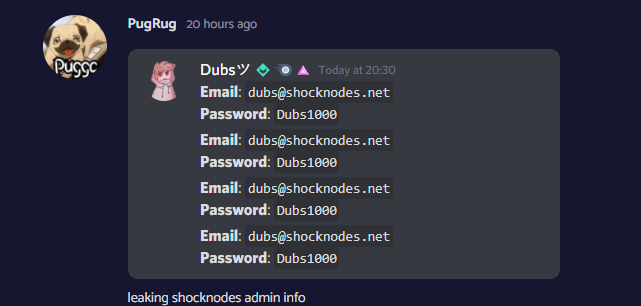 PugRug 20 hours ago
Puggo
Dubsツ Today at 20:30
Email: dubs@shocknodes.net
Password: Dubs1000
Email: dubs@shocknodes.net
Password: Dubs1000
Email: dubs@shocknodes.net
Password: Dubs1000
Email: dubs@shocknodes.net
Password: Dubs1000
leaking shocknodes admin info